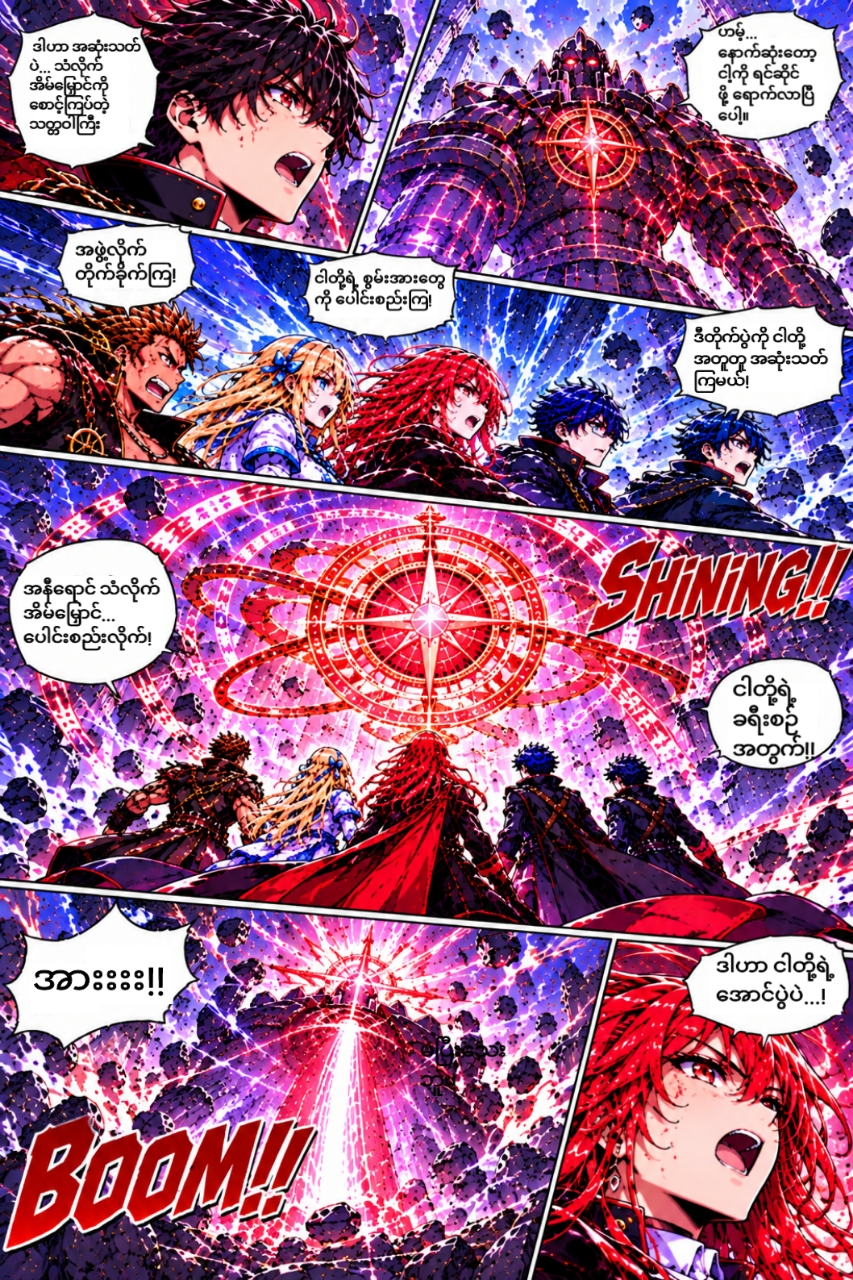 ဒါဟာ အဆုံးသတ်
ပဲ... သံလိုက်
အိမ်မြှောင်ကို
စောင့်ကြပ်တဲ့
သတ္တဝါကြီး
ဟမ့်...
နောက်ဆုံးတော့
ငါ့ကို ရင်ဆိုင်
ဖို့ ရောက်လာပြီ
ပေါ့။
အဖွဲ့လိုက်
တိုက်ခိုက်ကြ!
ငါတို့ရဲ့ စွမ်းအားတွေ
ကို ပေါင်းစည်းကြ!
ဒီတိုက်ပွဲကို ငါတို့
အတူတူ အဆုံးသတ်
ကြမယ်!
SHINING!!
အနီရောင် သံလိုက်
အိမ်မြှောင်...
ပေါင်းစည်းလိုက်!
ငါတို့ရဲ့
ခရီးစဉ်
အတွက်!!
အားးးး!!
ဒါဟာ ငါတို့ရဲ့
အောင်ပွဲပဲ...!
BOOM!!